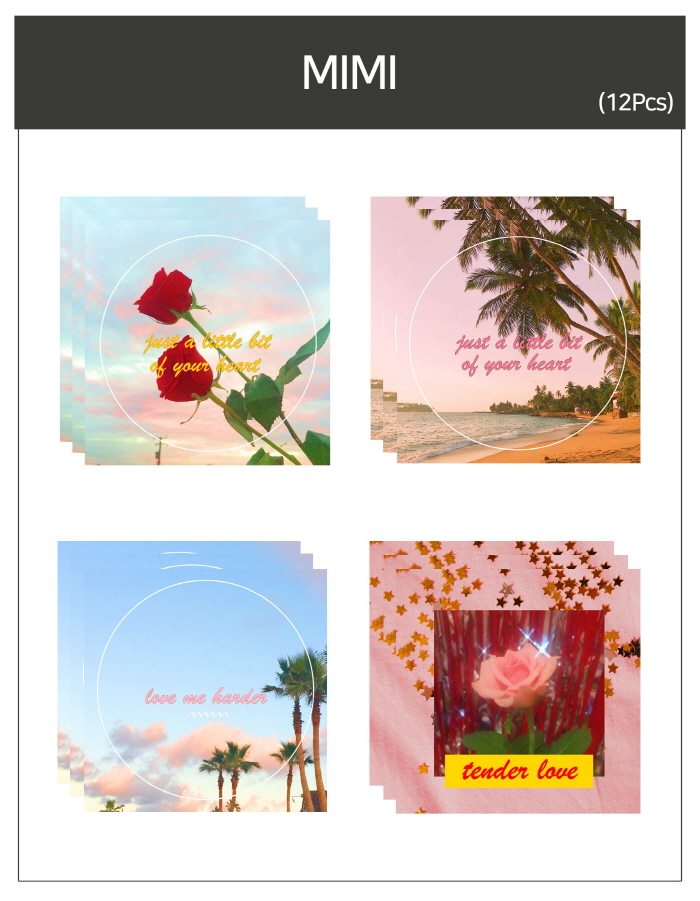 MIMI
(12Pcs)
just a little bit
of your heart
just a little bit
of your heart
love me harder
tender love